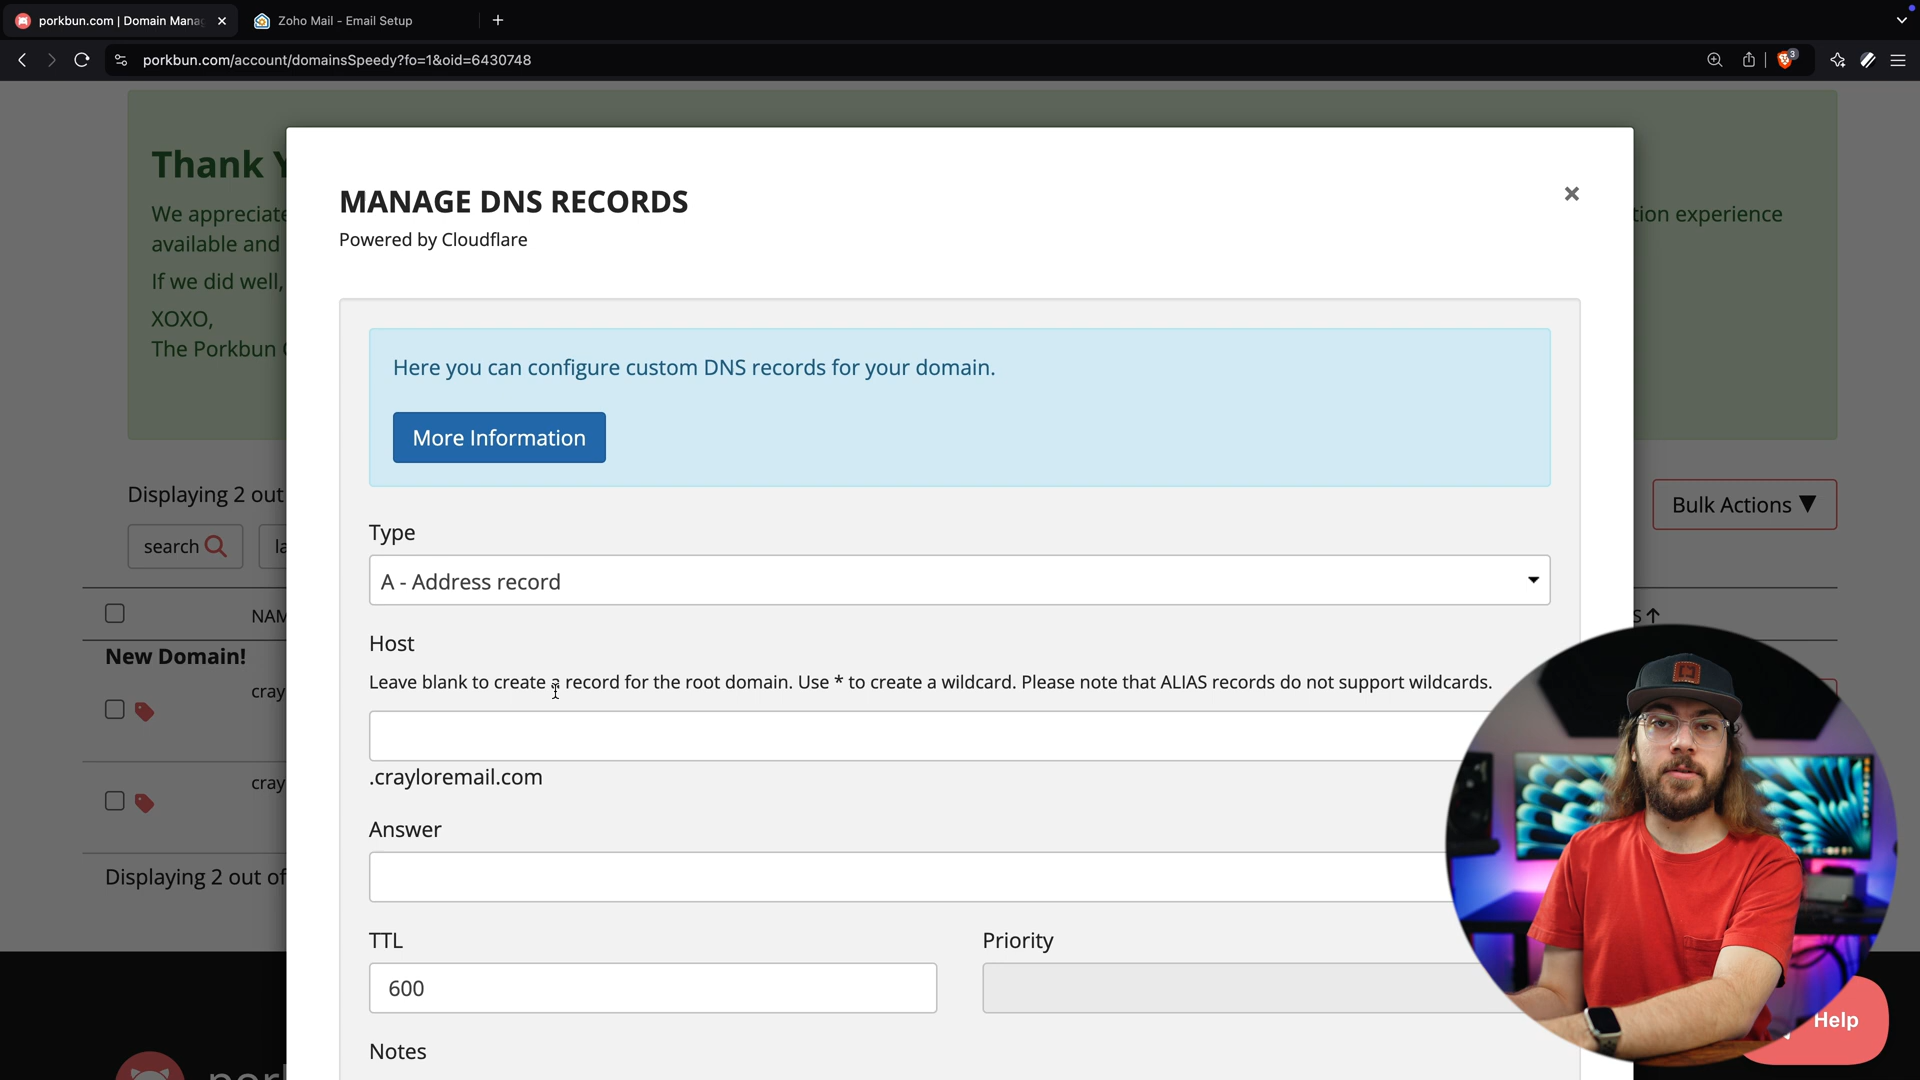 porkbun.com | Domain Mana
Zoho Mail - Email Setup
porkbun.com/account/domainsSpeedy?fo=1&oid=6430748
3
Thank Y
We appreciate
tion experience
available and
If we did well,
XOXO,
The Porkbun
MANAGE DNS RECORDS
Powered by Cloudflare
Here you can configure custom DNS records for your domain.
More Information
Displaying 2 out
Bulk Actions ▼
search
la
Type
A - Address record
NAM
S↑
Host
New Domain!
Leave blank to create a record for the root domain. Use * to create a wildcard. Please note that ALIAS records do not support wildcards.
cray
.crayloremail.com
cray
Answer
Displaying 2 out of
TTL
Priority
600
Help
Notes
pork